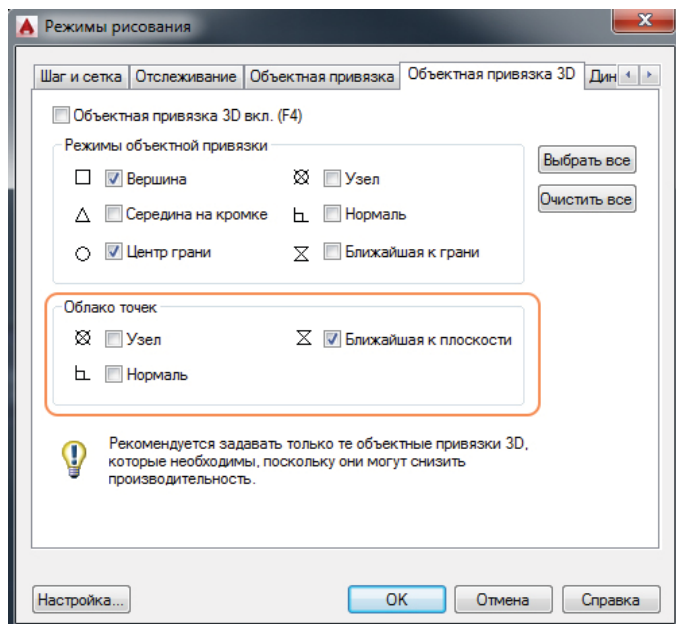 Режимы рисования
Шаг и сетка Отслеживание Объектная привязка Объектная привязка 3D Дин
Объектная привязка 3D вкл. (F4)
Режимы объектной привязки
Выбрать все
Вершина Узел
Очистить все
Середина на кромке Нормаль
Центр грани Ближайшая к грани
Облако точек
Узел Ближайшая к плоскости
Нормаль
Рекомендуется задавать только те объектные привязки 3D,
которые необходимы, поскольку они могут снизить
производительность.
Настройка... OK Отмена Справка